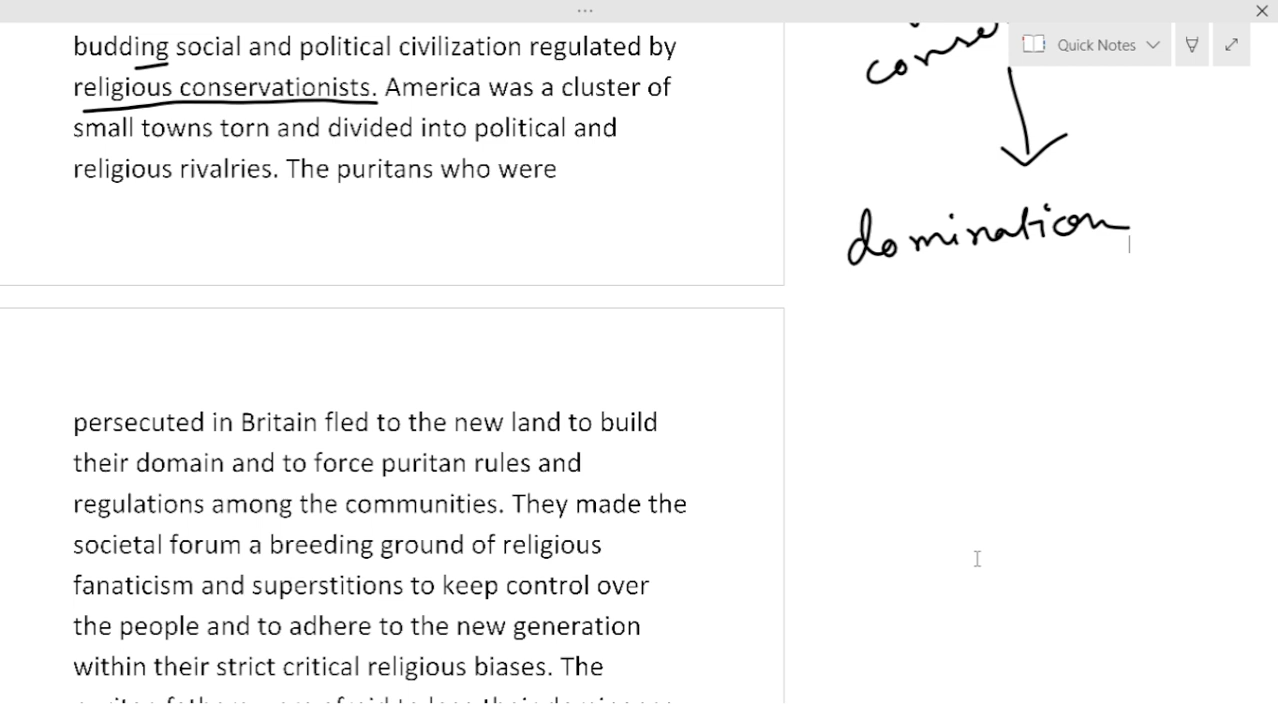 budding social and political civilization regulated by
religious conservationists. America was a cluster of
small towns torn and divided into political and
religious rivalries. The puritans who were
Quick Notes
domination
persecuted in Britain fled to the new land to build
their domain and to force puritan rules and
regulations among the communities. They made the
societal forum a breeding ground of religious
fanaticism and superstitions to keep control over
the people and to adhere to the new generation
within their strict critical religious biases. The